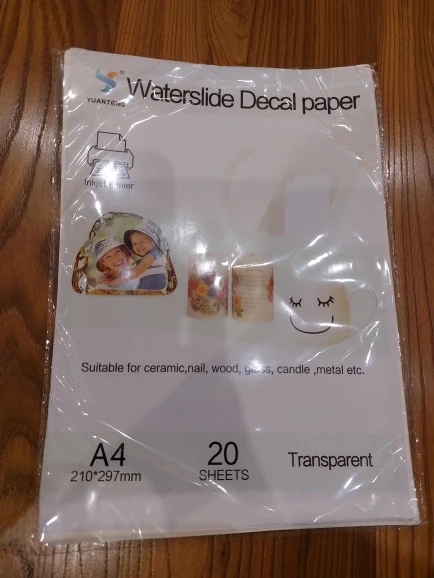 Waterslide Decal paper
YUANTENG
Inkjet Printer
Suitable for ceramic,nail, wood, glass, candle ,metal etc.
A4
210*297mm
20
SHEETS
Transparent